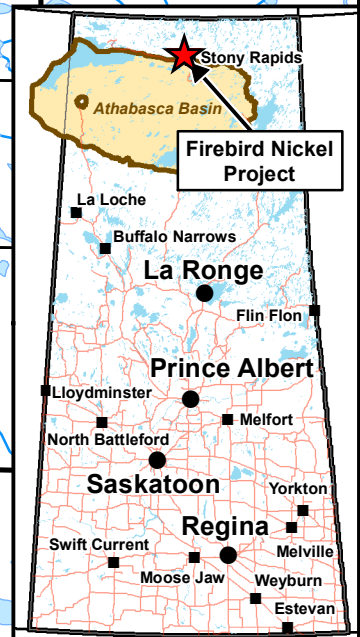 Stony Rapids
Athabasca Basin
Firebird Nickel
Project
La Loche
Buffalo Narrows
La Ronge
Flin Flon
Prince Albert
Lloydminster
Melfort
North Battleford
Saskatoon
Yorkton
Regina
Swift Current
Melville
Moose Jaw
Weyburn
Estevan